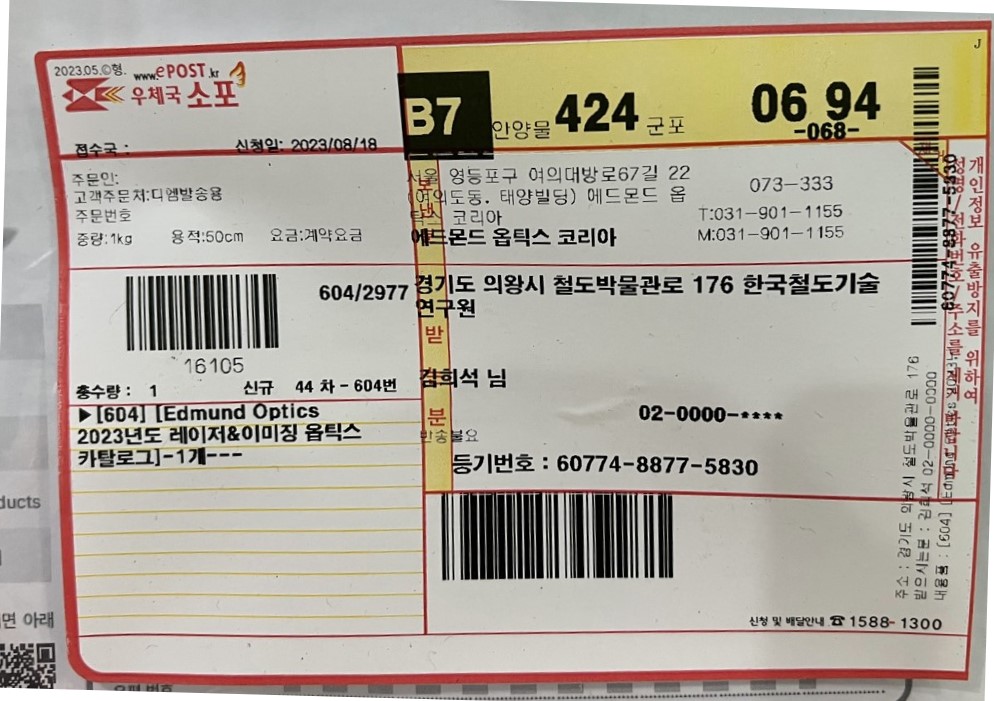 2023.05.©형.
www.ePOST.kr
우체국 소포
접수국 :
신청일: 2023/08/18
B7
안양물 424 군포
06 94
-068-
J
주문인:
고객주문처:디엠발송용
주문번호
중량:1kg 용적:50cm 요금:계약요금
보
낸
서울 영등포구 여의대방로67길 22
(여의도동. 태양빌딩) 에드몬드 옵
틱스 코리아
에드몬드 옵틱스 코리아
073-333
T:031-901-1155
M:031-901-1155
16105
604/2977
총수량 : 1 신규 44 차-604번
▶[604] [Edmund Optics
2023년도 레이저&이미징 옵틱스
카탈로그]-1개---
경기도 의왕시 철도박물관로 176 한국철도기술
연구원
받
김희석 님
분
02-0000-****
반송불요
등기번호 : 60774-8877-5830
신청 및 배달안내 ☎ 1588-1300
60774-8877-5830
개인정보 유출방지를 위하여
성명/전화번호/주소를
주소 : 경기도 의왕시 철도박물관로 176
받으시는분 : 김희석 02-0000-0000
내용품 : [604] [Edmund
ducts
면 아래